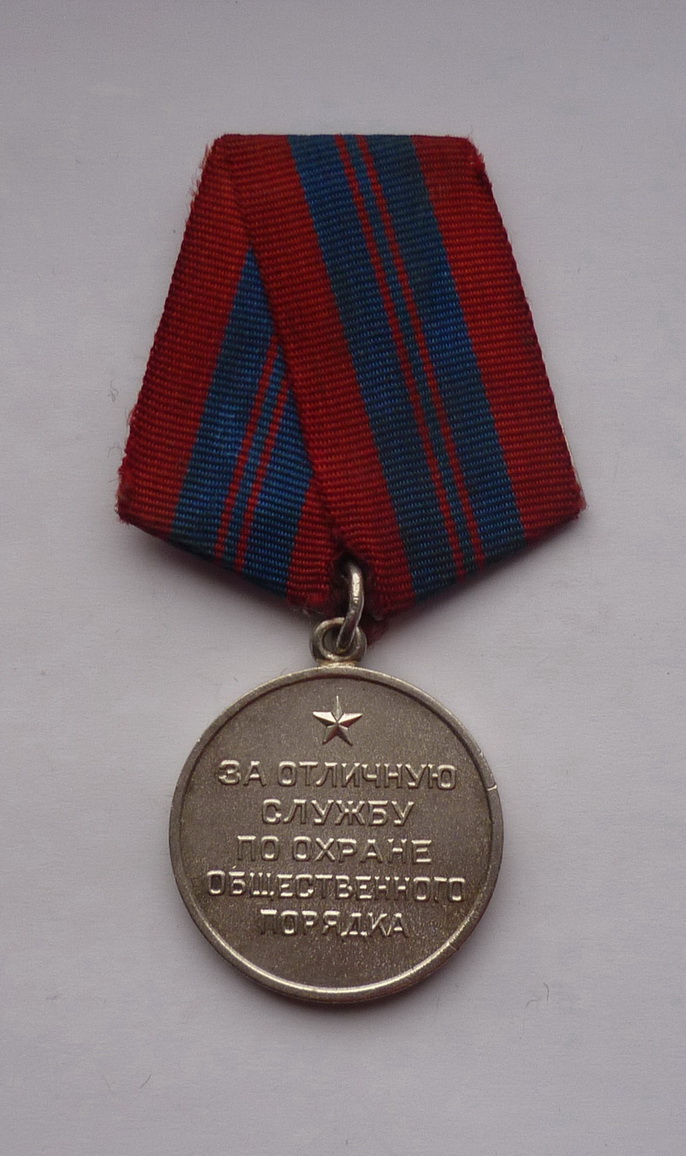 ЗА ОТЛИЧНУЮ
СЛУЖБУ
ПО ОХРАНЕ
ОБЩЕСТВЕННОГО
ПОРЯДКА